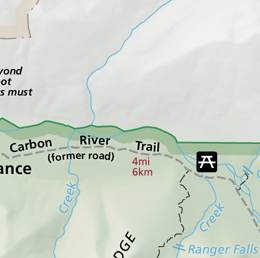 yond
ot
s must
Carbon River Trail
(former road)
4mi
6km
ance
Creek
Creek
DGE
Ranger Falls